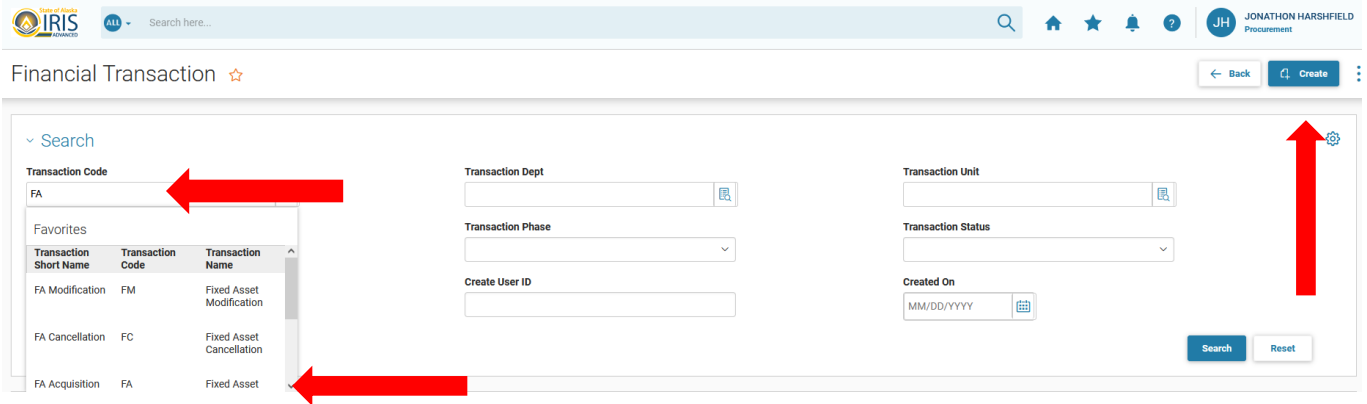 State of Alaska
IRIS
ADVANCED
ALL
Search here...
?
JH
JONATHON HARSHFIELD
Procurement
Financial Transaction
Back
Create
Search
Transaction Code
FA
Transaction Dept
Transaction Unit
Favorites
Transaction Short Name
Transaction Code
Transaction Name
FA Modification
FM
Fixed Asset Modification
FA Cancellation
FC
Fixed Asset Cancellation
FA Acquisition
FA
Fixed Asset
Transaction Phase
Transaction Status
Create User ID
Created On
MM/DD/YYYY
Search
Reset